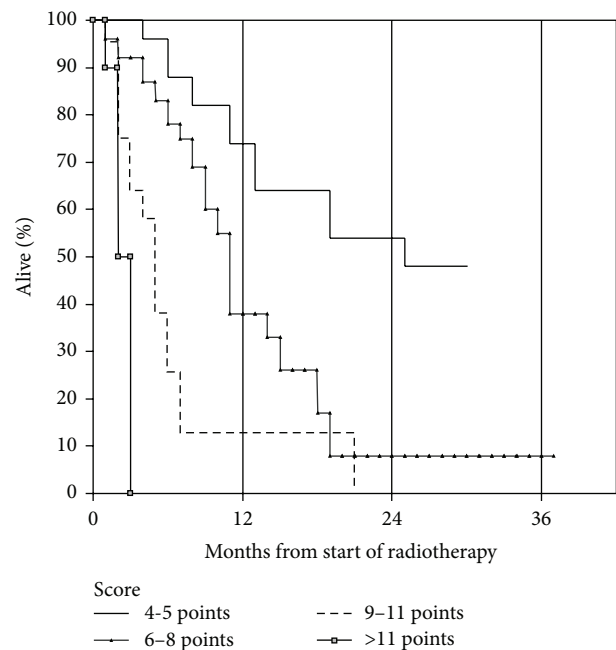 100
90
80
70
60
50
40
30
20
10
0
Alive (%)
0 12 24 36
Months from start of radiotherapy
Score
4-5 points
6–8 points
9–11 points
>11 points